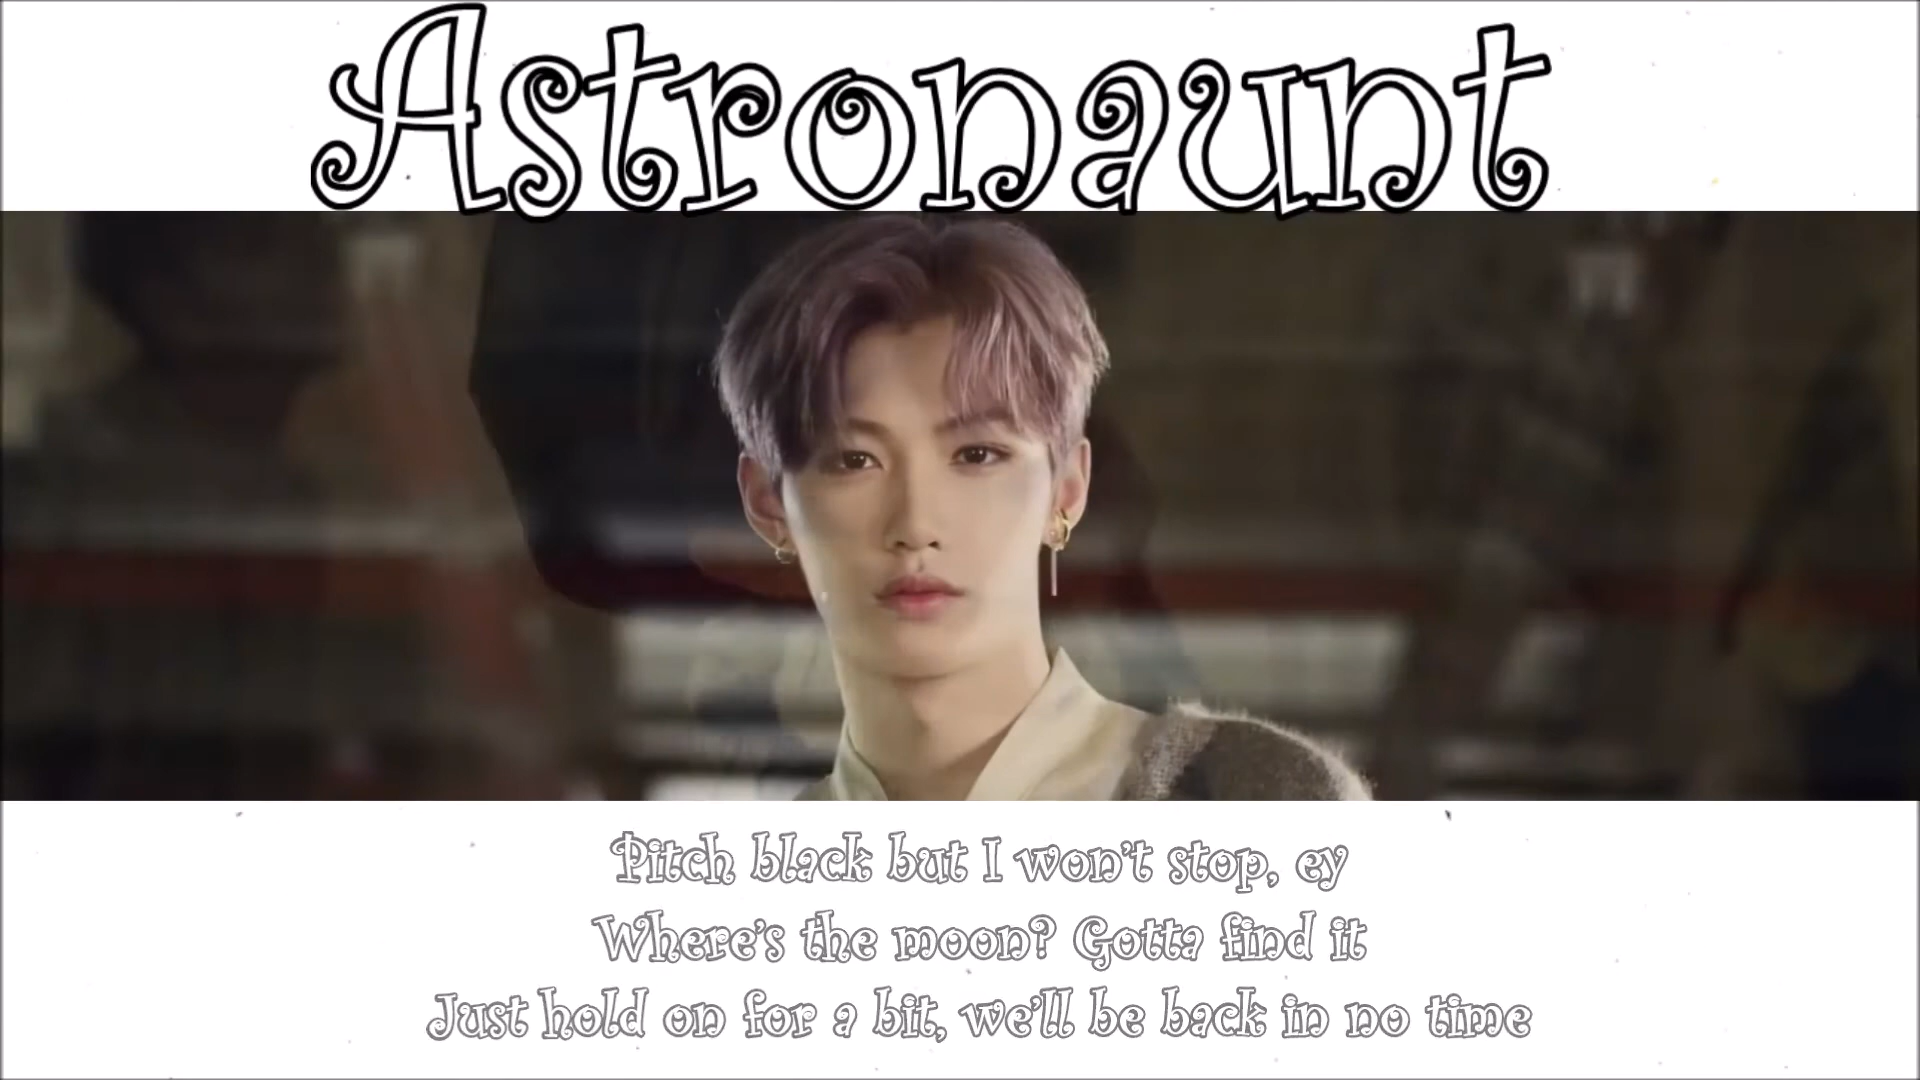 Astronaunt
Pitch black but I won't stop, ey
Where's the moon? Gotta find it
Just hold on for a bit, we'll be back in no time